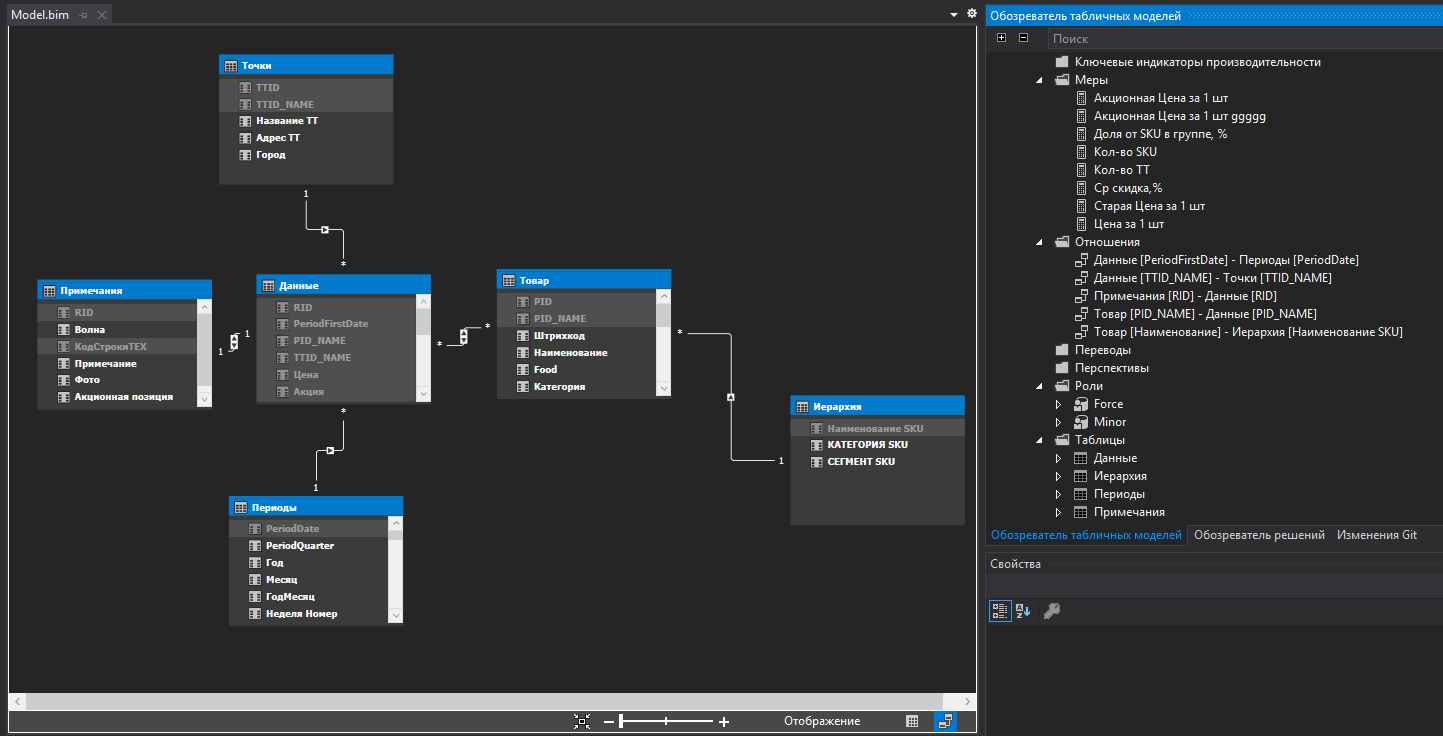 Model.bim
Точки
TTID
TTID_NAME
Название ТТ
Адрес ТТ
Город
1
*
Примечания
RID
Волна
КодСтрокиТЕХ
Примечание
Фото
Акционная позиция
1
1
Данные
RID
PeriodFirstDate
PID_NAME
TTID_NAME
Цена
Акция
*
*
*
Товар
PID
PID_NAME
Штрихкод
Наименование
Food
Категория
*
1
Иерархия
Наименование SKU
КАТЕГОРИЯ SKU
СЕГМЕНТ SKU
1
Периоды
PeriodDate
PeriodQuarter
Год
Месяц
ГодМесяц
Неделя Номер
Отображение
Обозреватель табличных моделей
Поиск
Ключевые индикаторы производительности
Меры
Акционная Цена за 1 шт
Акционная Цена за 1 шт ggggg
Доля от SKU в группе, %
Кол-во SKU
Кол-во ТТ
Ср скидка,%
Старая Цена за 1 шт
Цена за 1 шт
Отношения
Данные [PeriodFirstDate] - Периоды [PeriodDate]
Данные [TTID_NAME] - Точки [TTID_NAME]
Примечания [RID] - Данные [RID]
Товар [PID_NAME] - Данные [PID_NAME]
Товар [Наименование] - Иерархия [Наименование SKU]
Переводы
Перспективы
Роли
Force
Minor
Таблицы
Данные
Иерархия
Периоды
Примечания
Обозреватель табличных моделей Обозреватель решений Изменения Git
Свойства